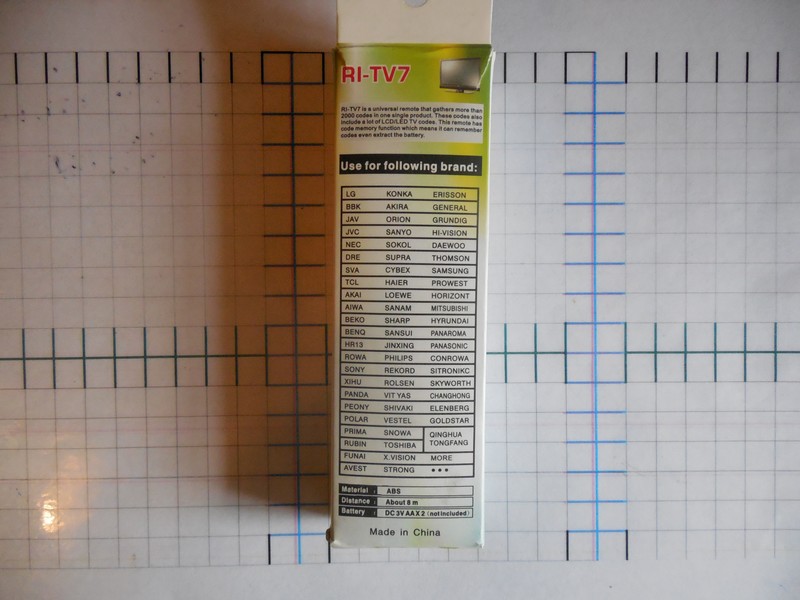 RI-TV7
RI-TV7 is a universal remote that gathers more than
2000 codes in one single product. These codes also
include a lot of LCD/LED TV codes. This remote has
code memory function which means it can remember
codes even extract the battery.
Use for following brand:
LG KONKA ERISSON
BBK AKIRA GENERAL
JAV ORION GRUNDIG
JVC SANYO HI-VISION
NEC SOKOL DAEWOO
DRE SUPRA THOMSON
SVA CYBEX SAMSUNG
TCL HAIER PROWEST
AKAI LOEWE HORIZONT
AIWA SANAM MITSUBISHI
BEKO SHARP HYRUNDAI
BENQ SANSUI PANAROMA
HR13 JINXING PANASONIC
ROWA PHILIPS CONROWA
SONY REKORD SITRONIKC
XIHU ROLSEN SKYWORTH
PANDA VIT YAS CHANGHONG
PEONY SHIVAKI ELENBERG
POLAR VESTEL GOLDSTAR
PRIMA SNOWA QINGHUA
RUBIN TOSHIBA TONGFANG
FUNAI X.VISION MORE
AVEST STRONG •••
Material : ABS
Distance : About 8 m
Battery : DC 3V AA X 2 (not included)
Made in China